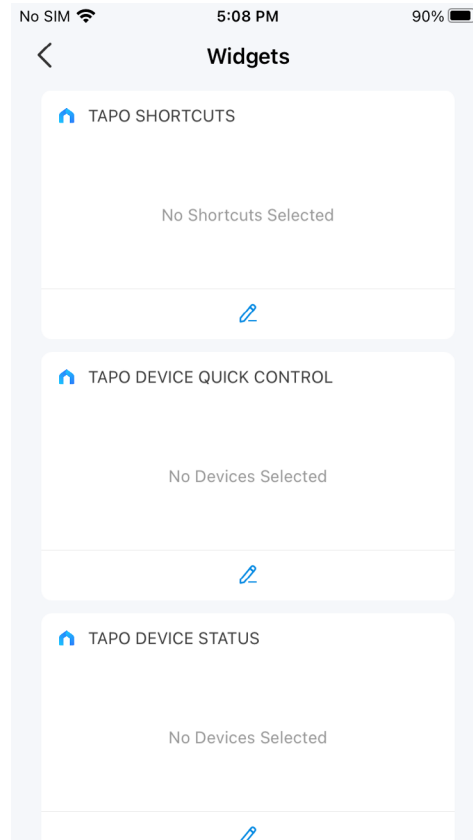 No SIM 5:08 PM 90%
Widgets
TAPO SHORTCUTS
No Shortcuts Selected
TAPO DEVICE QUICK CONTROL
No Devices Selected
TAPO DEVICE STATUS
No Devices Selected